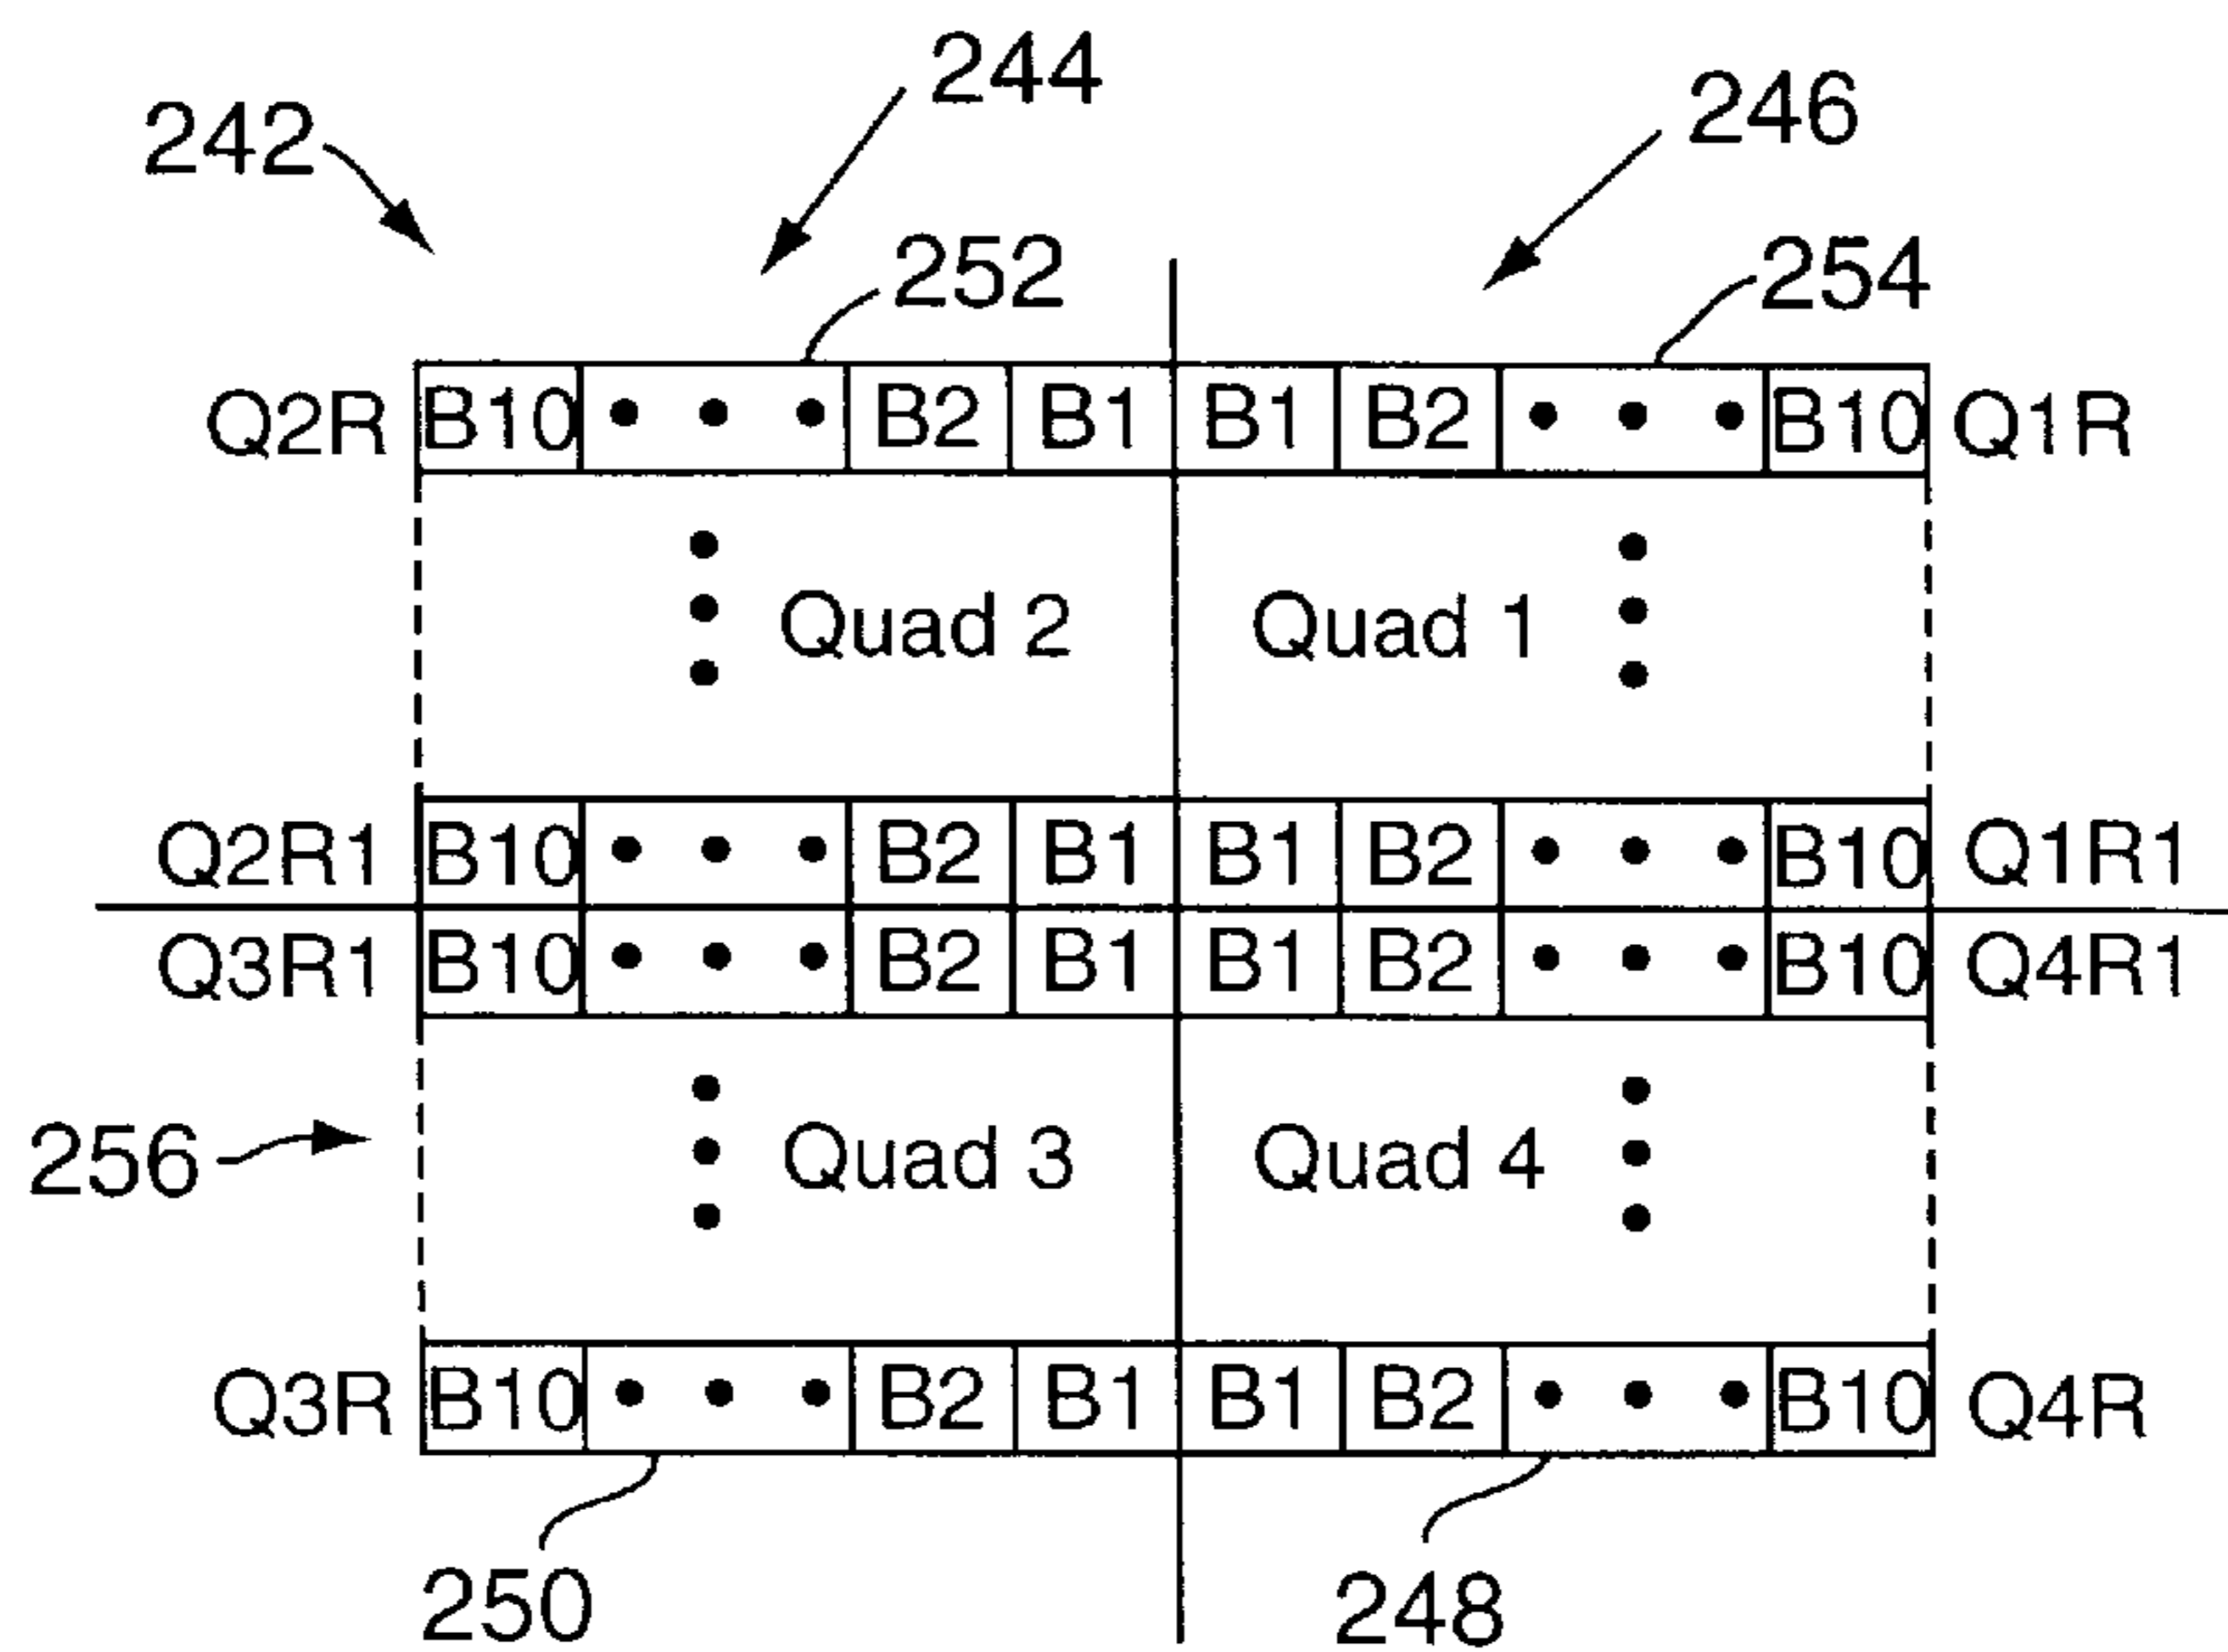 244
246
242
252
254
Q2R B10 B2 B1 B1 B2 B10 Q1R
Quad 2 Quad 1
Q2R1 B10 B2 B1 B1 B2 B10 Q1R1
Q3R1 B10 B2 B1 B1 B2 B10 Q4R1
256 Quad 3 Quad 4
Q3R B10 B2 B1 B1 B2 B10 Q4R
250 248